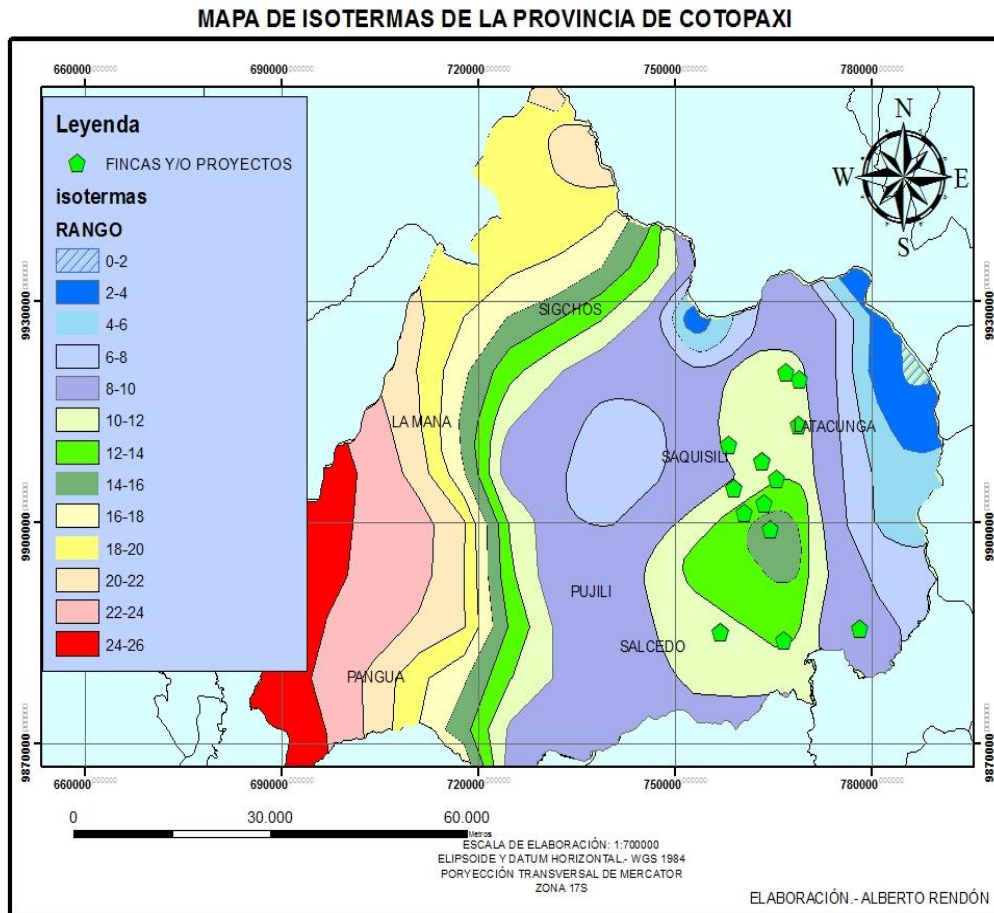 MAPA DE ISOTERMAS DE LA PROVINCIA DE COTOPAXI
660000 690000 720000 750000 780000
Leyenda
FINCAS Y/O PROYECTOS
isotermas
RANGO
0-2
2-4
4-6
6-8
8-10
10-12
12-14
14-16
16-18
18-20
20-22
22-24
24-26
N
W E
S
9930000 9930000
SIGCHOS
LA MANA
LATACUNGA
SAQUISILI
9900000 9900000
PUJILI
SALCEDO
PANGUA
9870000 9870000
660000 690000 720000 750000 780000
0 30.000 60.000
Metros
ESCALA DE ELABORACIÓN: 1:700000
ELIPSOIDE Y DATUM HORIZONTAL.- WGS 1984
PORYECCIÓN TRANSVERSAL DE MERCATOR
ZONA 17S
ELABORACIÓN.- ALBERTO RENDÓN